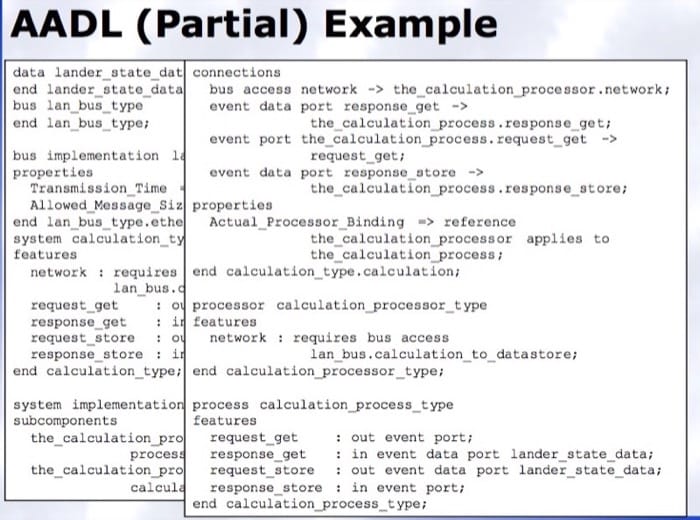 AADL (Partial) Example
data lander_state_dat
end lander_state_data
bus lan_bus_type
end lan_bus_type;
bus implementation la
properties
Transmission_Time
Allowed_Message_Siz
end lan_bus_type.ethe
system calculation_ty
features
network : requires
lan_bus.c
request_get : ou
response_get : in
request_store : ou
response_store : in
end calculation_type;
system implementation
subcomponents
the_calculation_pro
process
the_calculation_pro
calcula
connections
bus access network -> the_calculation_processor.network;
event data port response_get ->
the_calculation_process.response_get;
event port the_calculation_process.request_get ->
request_get;
event data port response_store ->
the_calculation_process.response_store;
properties
Actual_Processor_Binding => reference
the_calculation_processor applies to
the_calculation_process;
end calculation_type.calculation;
processor calculation_processor_type
features
network : requires bus access
lan_bus.calculation_to_datastore;
end calculation_processor_type;
process calculation_process_type
features
request_get : out event port;
response_get : in event data port lander_state_data;
request_store : out event data port lander_state_data;
response_store : in event port;
end calculation_process_type;